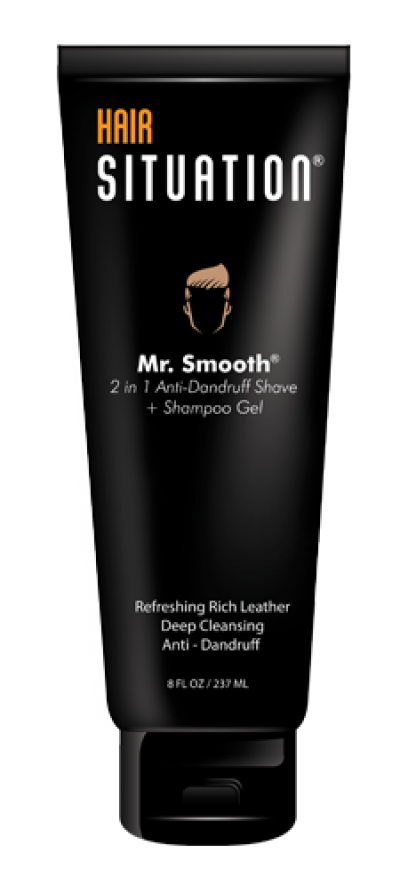 HAIR
SITUATION®
Mr. Smooth®
2 in 1 Anti-Dandruff Shave
+ Shampoo Gel
Refreshing Rich Leather
Deep Cleansing
Anti - Dandruff
8 FL OZ / 237 ML